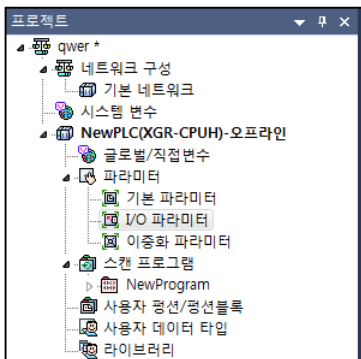 프로젝트
qwer *
네트워크 구성
기본 네트워크
시스템 변수
NewPLC(XGR-CPUH)-오프라인
글로벌/직접변수
파라미터
기본 파라미터
I/O 파라미터
이중화 파라미터
스캔 프로그램
NewProgram
사용자 펑션/펑션블록
사용자 데이터 타입
라이브러리